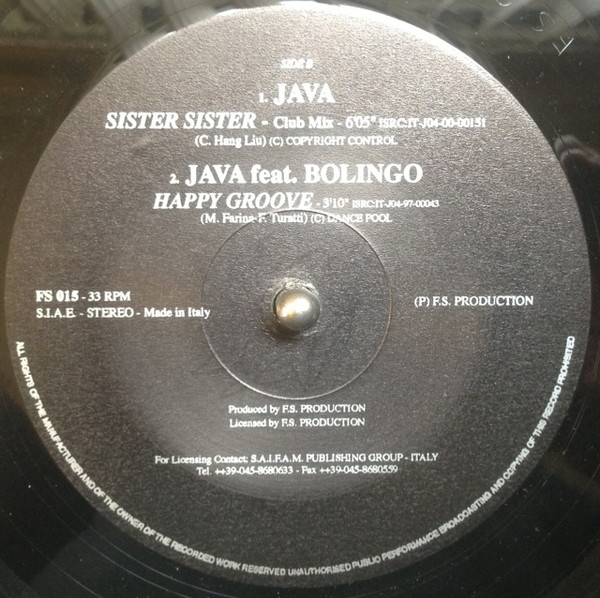 SIDE B
1. JAVA
SISTER SISTER - Club Mix - 6'05" ISRC:IT-J04-00-00151
(C. Hang Liu) (C) COPYRIGHT CONTROL
2. JAVA feat. BOLINGO
HAPPY GROOVE - 3'10" ISRC:IT-J04-97-00043
(M. Farina-F. Turatti) (C) DANCE POOL
FS 015 - 33 RPM
S.I.A.E. - STEREO - Made in Italy
(P) F.S. PRODUCTION
Produced by F.S. PRODUCTION
Licensed by F.S. PRODUCTION
For Licensing Contact: S.A.I.F.A.M. PUBLISHING GROUP - ITALY
Tel. ++39-045-8680633 - Fax ++39-045-8680559
ALL RIGHTS OF THE MANUFACTURER AND OF THE OWNER OF THE RECORDED WORK RESERVED UNAUTHORISED PUBLIC PERFORMANCE BROADCASTING AND COPYING OF THIS RECORD PROHIBITED